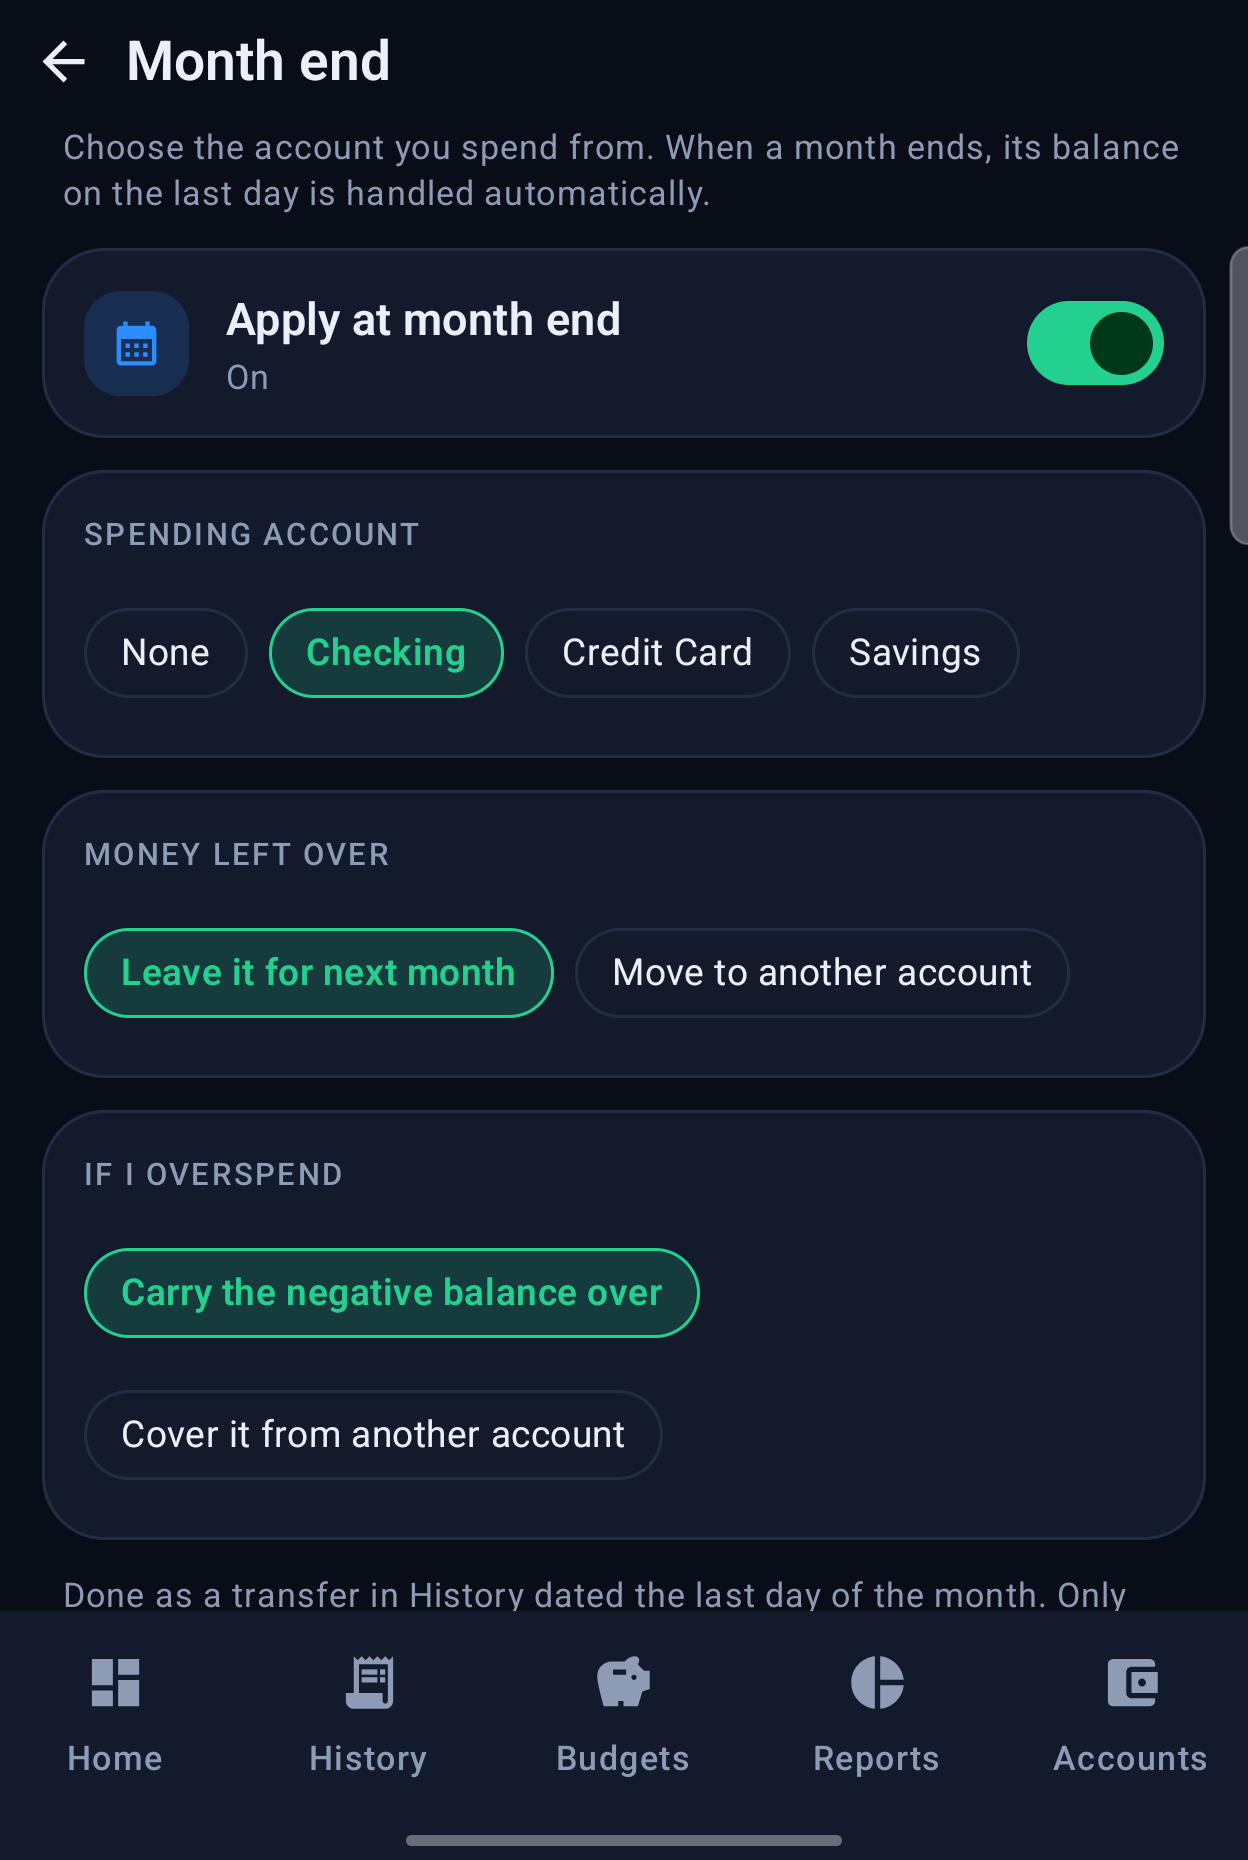 Month end
Choose the account you spend from. When a month ends, its balance
on the last day is handled automatically.
Apply at month end
On
SPENDING ACCOUNT
None
Checking
Credit Card
Savings
MONEY LEFT OVER
Leave it for next month
Move to another account
IF I OVERSPEND
Carry the negative balance over
Cover it from another account
Done as a transfer in History dated the last day of the month. Only
Home
History
Budgets
Reports
Accounts